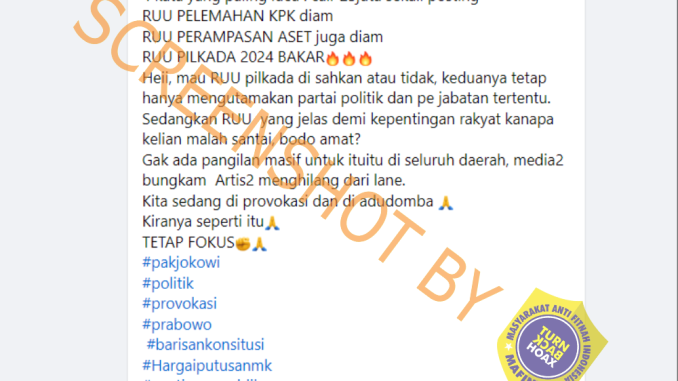 RUU PELEMAHAN KPK diam
RUU PERAMPASAN ASET juga diam
RUU PILKADA 2024 BAKAR🔥🔥🔥
Heii, mau RUU pilkada di sahkan atau tidak, keduanya tetap
hanya mengutamakan partai politik dan pe jabatan tertentu.
Sedangkan RUU yang jelas demi kepentingan rakyat kanapa
kelian malah santai, bodo amat?
Gak ada pangilan masif untuk ituitu di seluruh daerah, media2
bungkam Artis2 menghilang dari lane.
Kita sedang di provokasi dan di adudomba 🙏
Kiranya seperti itu🙏
TETAP FOKUS✊🙏
#pakjokowi
#politik
#provokasi
#prabowo
#barisankonsitusi
#Hargaiputusanmk
SCREENSHOT BY
MASYARAKAT ANTI FITNAH INDONESIA
TURN
BACK
HOAX